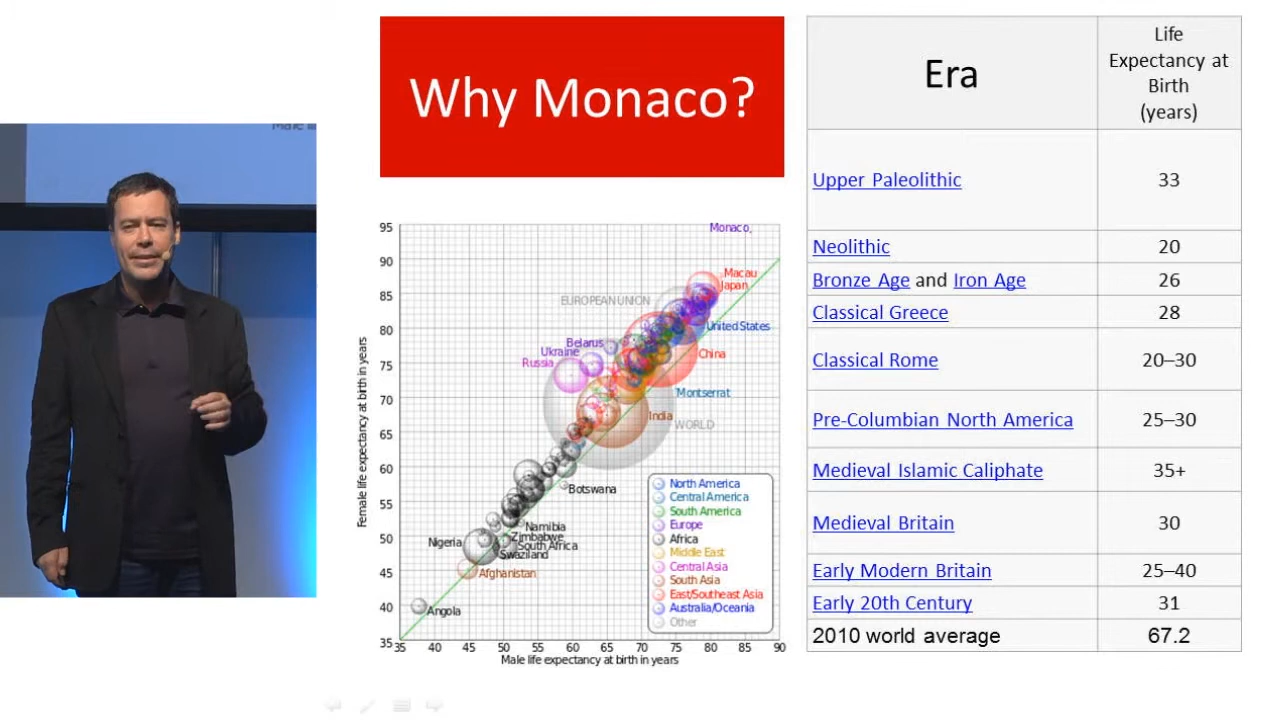 Why Monaco?
95
90
85
80
75
70
65
60
55
50
45
40
35
Female life expectancy at birth in years
Monaco,
Macau
Japan
EUROPEAN UNION
United States
Belarus
Ukraine
Russia
China
Montserrat
India
WORLD
Botswana
Namibia
Nigeria
Zimbabwe
South Africa
Swaziland
Afghanistan
Angola
North America
Central America
South America
Europe
Africa
Middle East
Central Asia
South Asia
East/Southeast Asia
Australia/Oceania
Other
35 40 45 50 55 60 65 70 75 80 85 90
Male life expectancy at birth in years
Era Life Expectancy at Birth (years)
Upper Paleolithic 33
Neolithic 20
Bronze Age and Iron Age 26
Classical Greece 28
Classical Rome 20–30
Pre-Columbian North America 25–30
Medieval Islamic Caliphate 35+
Medieval Britain 30
Early Modern Britain 25–40
Early 20th Century 31
2010 world average 67.2